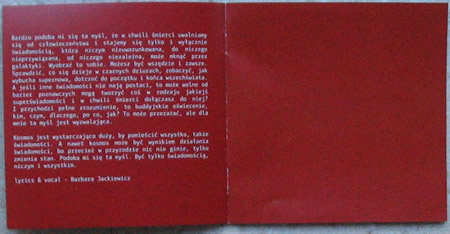 Bardzo podoba mi się ta myśl, że w chwili śmierci uwalniamy
się od człowieczeństwa i stajemy się tylko i wyłącznie
świadomością, która niczym nieuwarunkowana, do niczego
nieprzywiązana, od niczego niezależna, może mknąć przez
galaktyki. Wyobraź to sobie. Możesz być wszędzie i zawsze.
Sprawdzić, co się dzieje w czarnych dziurach, zobaczyć, jak
wybucha supernowa, dotrzeć do początku i końca wszechświata.
A jeśli inne świadomości nie mają postaci, to może wolne od
barier poznawczych mogą tworzyć coś w rodzaju jakiejś
superświadomości i w chwili śmierci dołączasz do niej?
I przychodzi pełne zrozumienie, to buddyjskie oświecenie,
kim, czym, dlaczego, po co, jak? To może przerażać, ale dla
mnie ta myśl jest wyzwalająca.
Kosmos jest wystarczająco duży, by pomieścić wszystko, także
świadomości. A nawet kosmos może być wynikiem działania
świadomości, bo przecież w przyrodzie nic nie ginie, tylko
zmienia stan. Podoba mi się ta myśl. Być tylko świadomością,
niczym i wszystkim.
lyrics & vocal - Barbara Jackiewicz